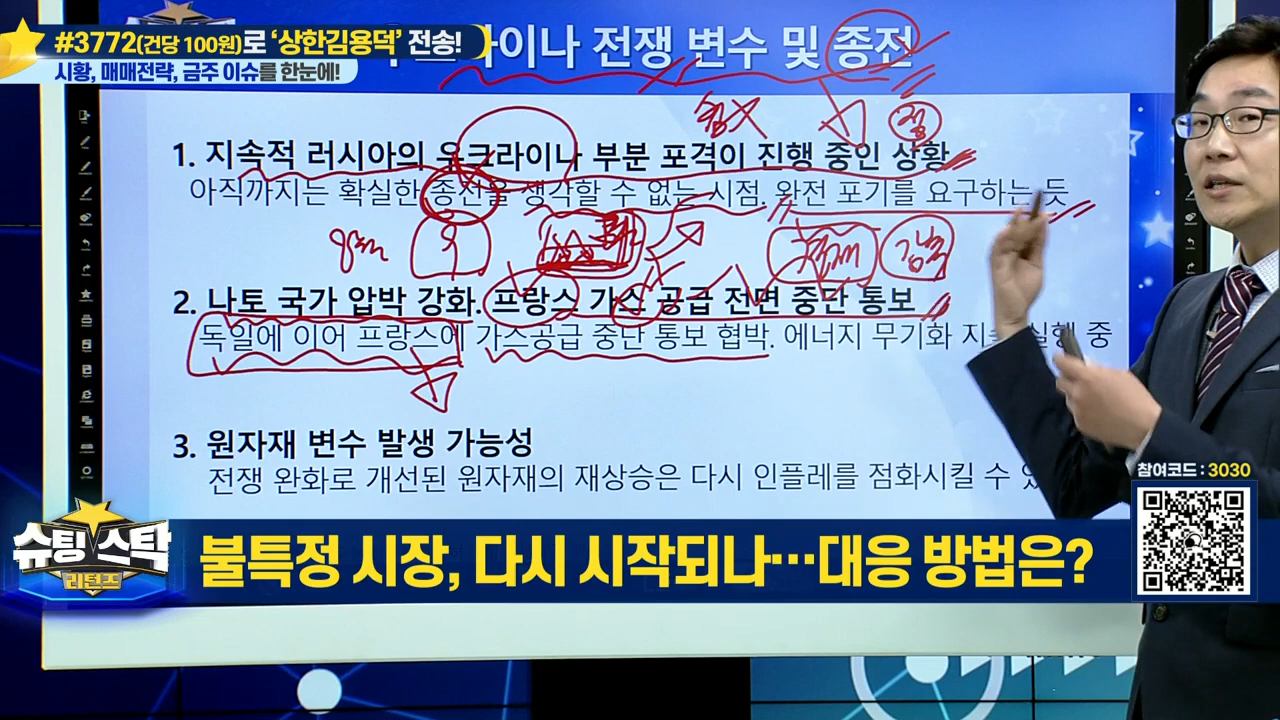 #3772(건당 100원)로 ‘상한김용덕’ 전송!
시황, 매매전략, 금주 이슈를 한눈에!
전쟁 변수 및 종전
1. 지속적 러시아의 우크라이나 부분 포격이 진행 중인 상황
아직까지는 확실한 종선을 생각할 수 없는 시점. 완전 포기를 요구하는 듯
2. 나토 국가 압박 강화. 프랑스 가스 공급 전면 중단 통보
독일에 이어 프랑스에 가스공급 중단 통보 협박. 에너지 무기화 지속 실행 중
3. 원자재 변수 발생 가능성
전쟁 완화로 개선된 원자재의 재상승은 다시 인플레를 점화시킬 수
참여코드 : 3030
슈팅스탁
리턴즈
불특정 시장, 다시 시작되나…대응 방법은?